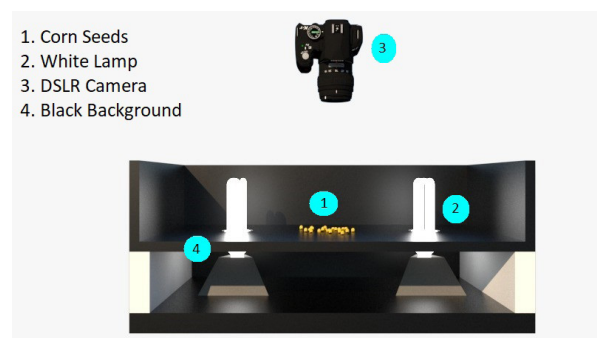 1. Corn Seeds
2. White Lamp
3. DSLR Camera
4. Black Background
3
1
2
4